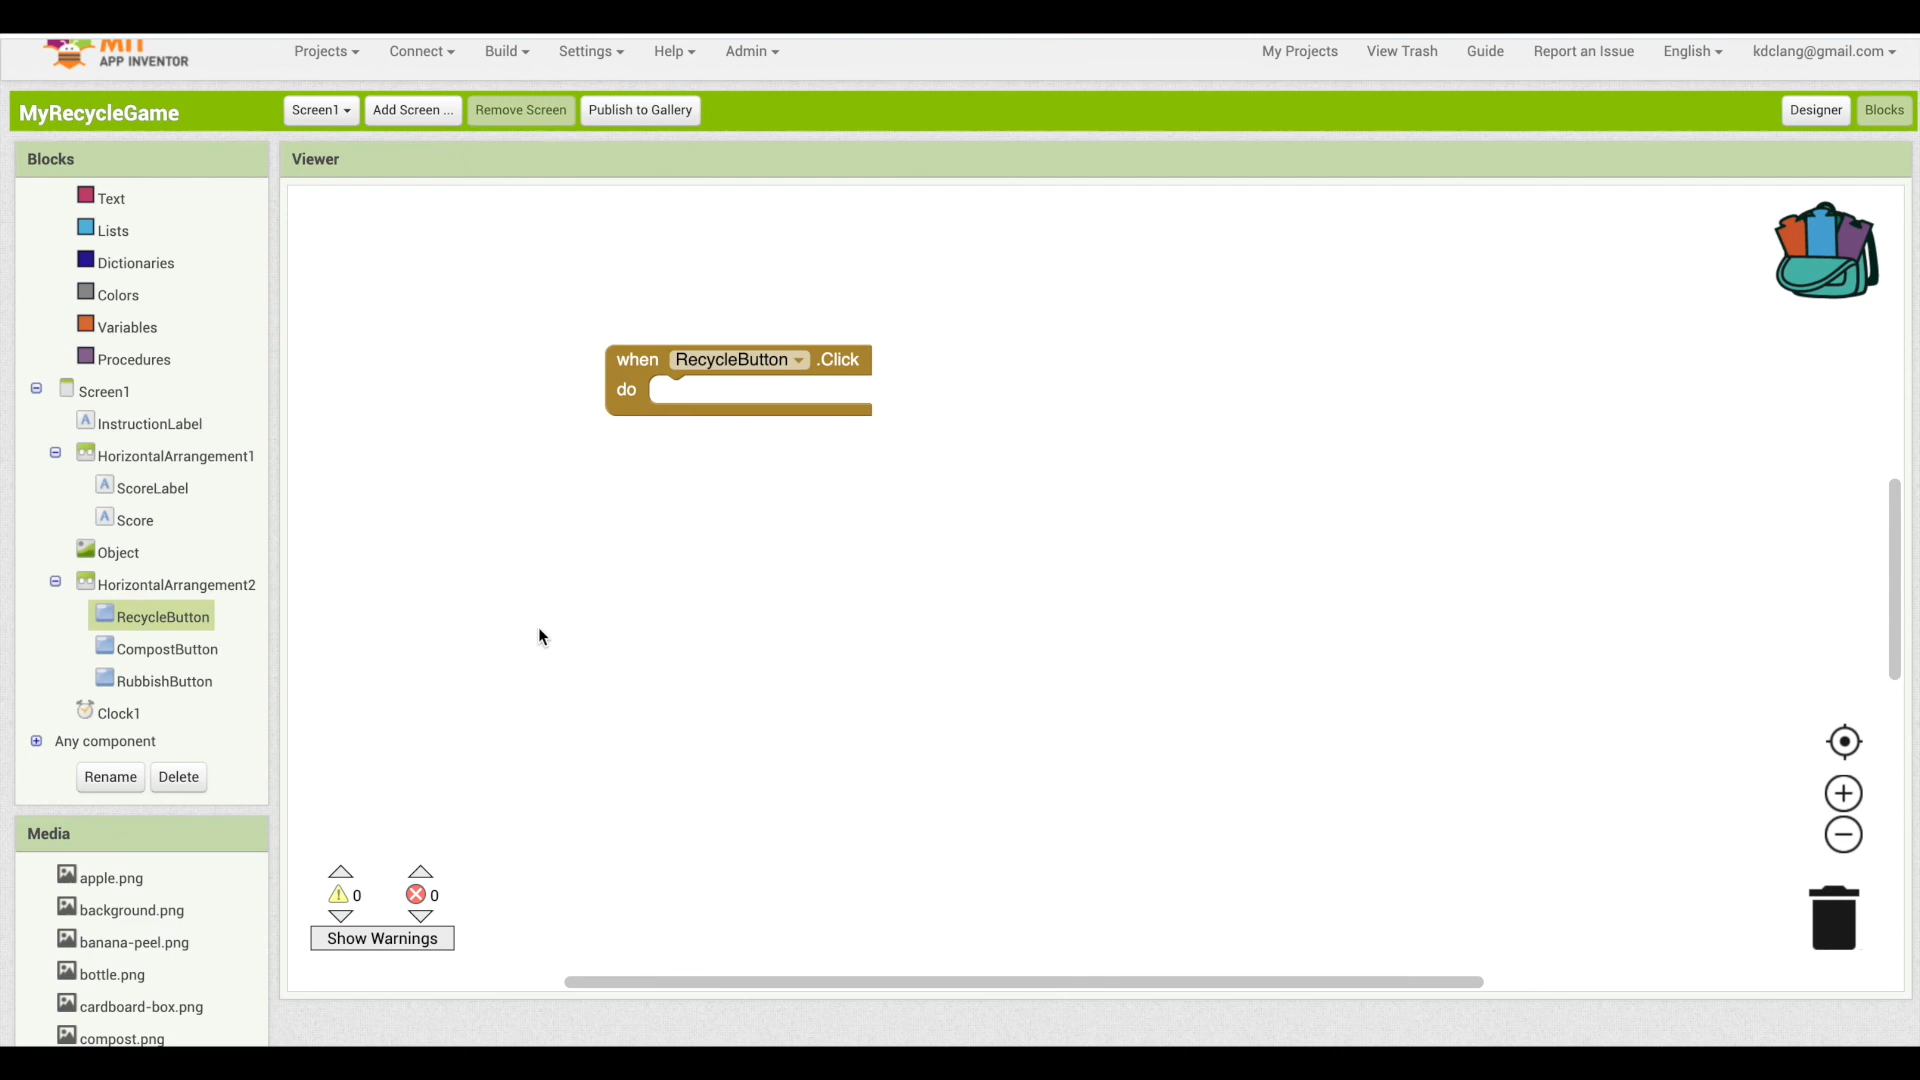 MIT
APP INVENTOR
Projects Connect Build Settings Help Admin My Projects View Trash Guide Report an Issue English kdclang@gmail.com
MyRecycleGame Screen1 Add Screen ... Remove Screen Publish to Gallery Designer Blocks
Blocks
Text
Lists
Dictionaries
Colors
Variables
Procedures
Screen1
InstructionLabel
HorizontalArrangement1
ScoreLabel
Score
Object
HorizontalArrangement2
RecycleButton
CompostButton
RubbishButton
Clock1
Any component
Rename Delete
Media
apple.png
background.png
banana-peel.png
bottle.png
cardboard-box.png
compost.png
Viewer
when RecycleButton .Click
do
0 0
Show Warnings